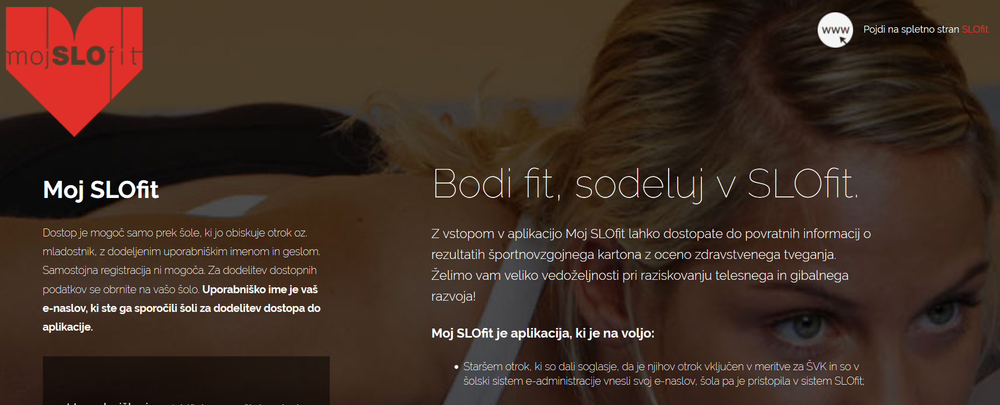 mojSLOfit
www
Pojdi na spletno stran SLOfit
Moj SLOfit
Dostop je mogoč samo prek šole, ki jo obiskuje otrok oz.
mladostnik, z dodeljenim uporabniškim imenom in geslom.
Samostojna registracija ni mogoča. Za dodelitev dostopnih
podatkov se obrnite na vašo šolo. Uporabniško ime je vaš
e-naslov, ki ste ga sporočili šoli za dodelitev dostopa do
aplikacije.
Bodi fit, sodeluj v SLOfit.
Z vstopom v aplikacijo Moj SLOfit lahko dostopate do povratnih informacij o
rezultatih športnovzgojnega kartona z oceno zdravstvenega tveganja.
Želimo vam veliko vedoželjnosti pri raziskovanju telesnega in gibalnega
razvoja!
Moj SLOfit je aplikacija, ki je na voljo:
• Staršem otrok, ki so dali soglasje, da je njihov otrok vključen v meritve za ŠVK in so v
šolski sistem e-administracije vnesli svoj e-naslov, šola pa je pristopila v sistem SLOfit;